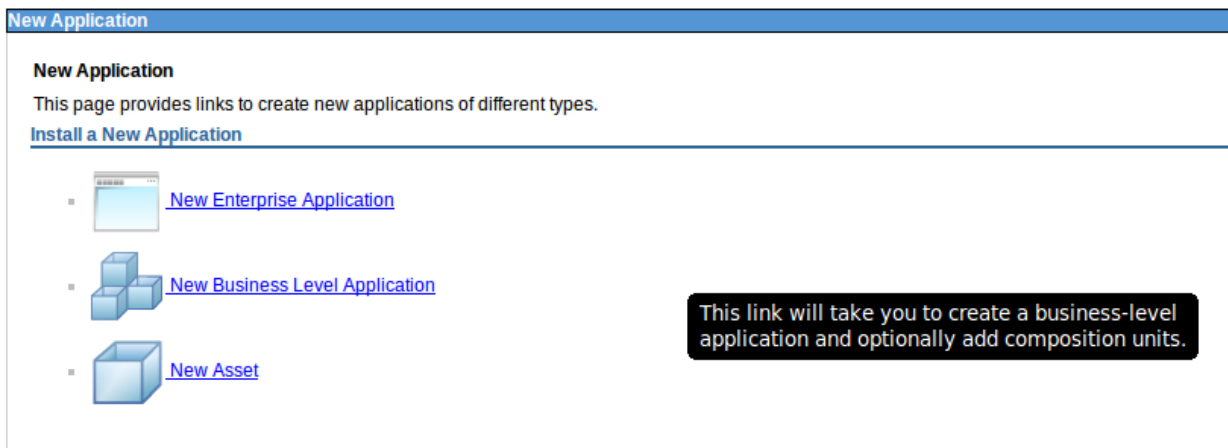 New Application
New Application
This page provides links to create new applications of different types.
Install a New Application
New Enterprise Application
New Business Level Application
This link will take you to create a business-level
application and optionally add composition units.
New Asset